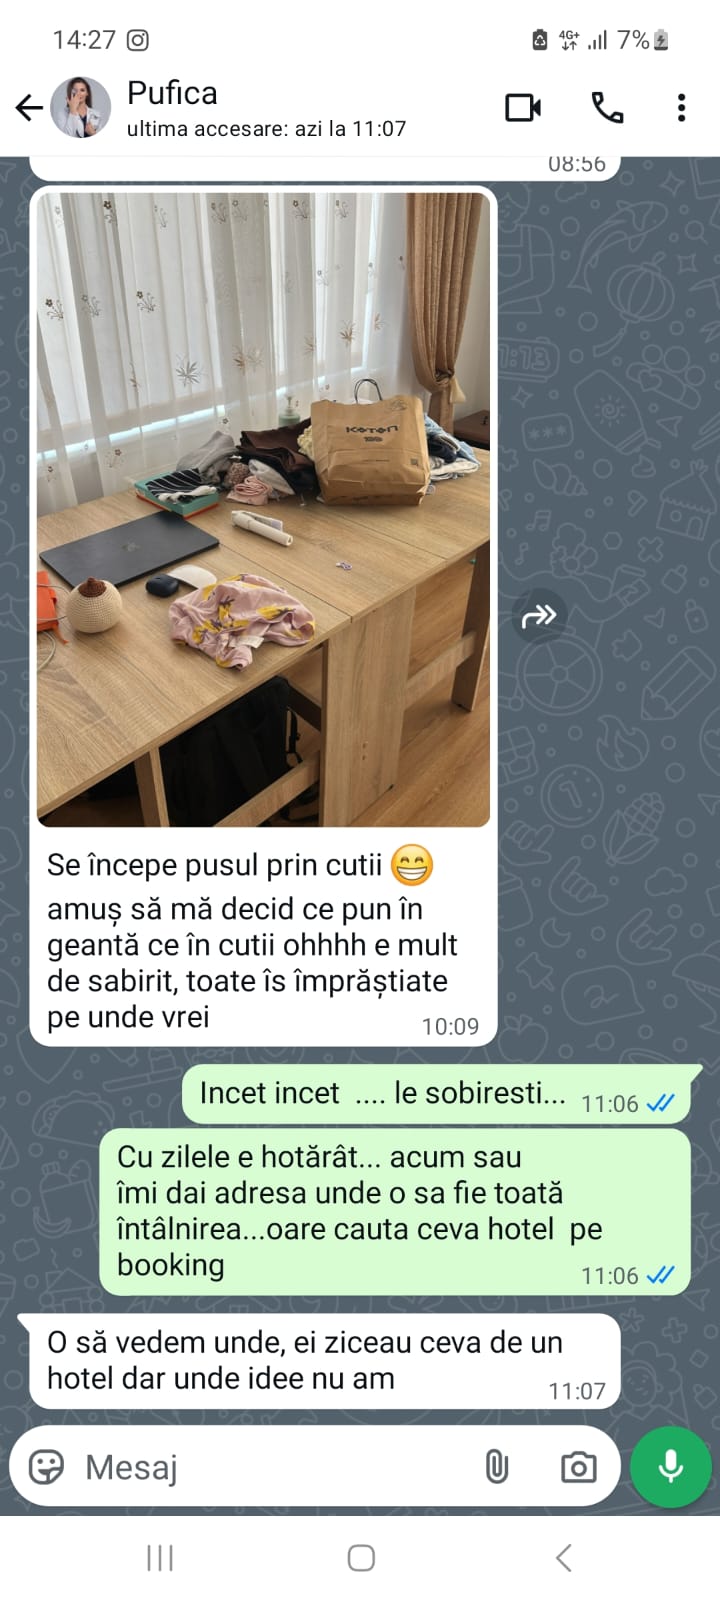 14:27
4G+
7%
Pufica
ultima accesare: azi la 11:07
08:56
KOTON
Se începe pusul prin cutii 😁
amuș să mă decid ce pun în
geantă ce în cutii ohhhh e mult
de sabirit, toate îs împrăștiate
pe unde vrei
10:09
Incet incet .... le sobiresti...
11:06
Cu zilele e hotărât... acum sau
îmi dai adresa unde o sa fie toată
întâlnirea...oare cauta ceva hotel pe
booking
11:06
O să vedem unde, ei ziceau ceva de un
hotel dar unde idee nu am
11:07
Mesaj